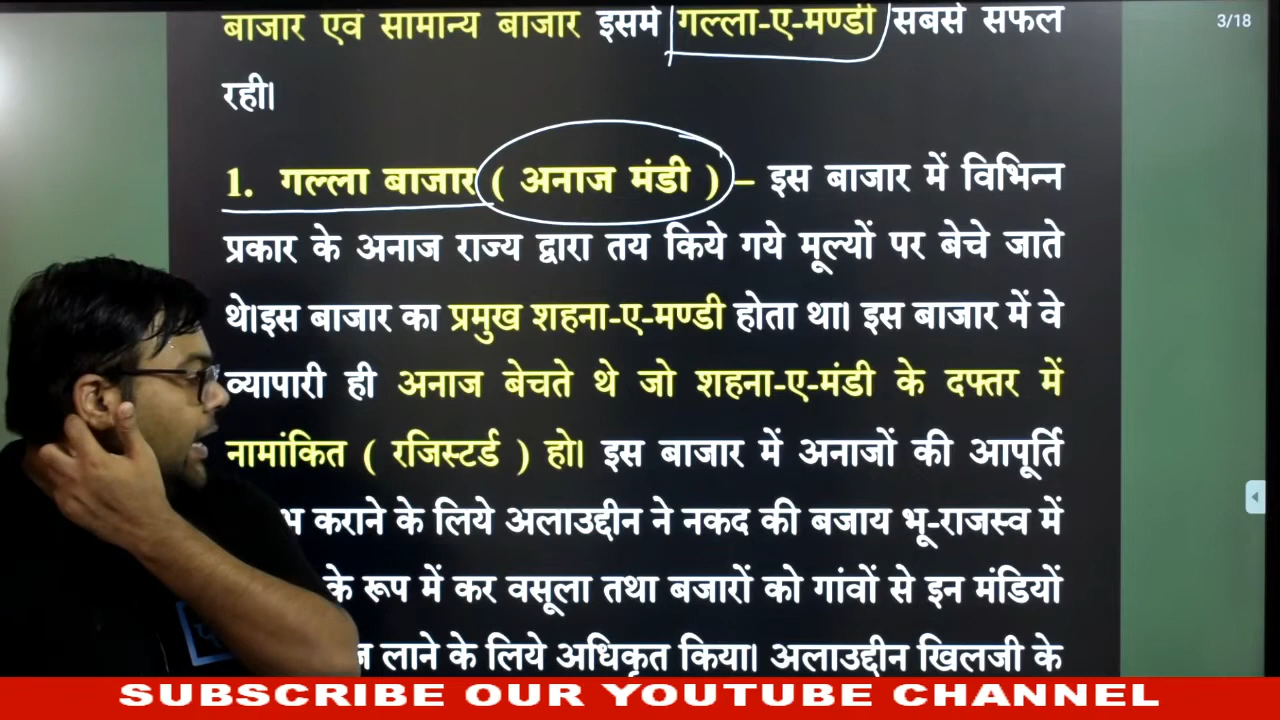 3/18
बाजार एवं सामान्य बाजार इसमें गल्ला-ए-मण्डी सबसे सफल
रही।
1. गल्ला बाजार ( अनाज मंडी ) – इस बाजार में विभिन्न
प्रकार के अनाज राज्य द्वारा तय किये गये मूल्यों पर बेचे जाते
थे।इस बाजार का प्रमुख शहना-ए-मण्डी होता था। इस बाजार में वे
व्यापारी ही अनाज बेचते थे जो शहना-ए-मंडी के दफ्तर में
नामांकित ( रजिस्टर्ड ) हो। इस बाजार में अनाजों की आपूर्ति
कराने के लिये अलाउद्दीन ने नकद की बजाय भू-राजस्व में
के रूप में कर वसूला तथा बजारों को गांवों से इन मंडियों
लाने के लिये अधिकृत किया। अलाउद्दीन खिलजी के
SUBSCRIBE OUR YOUTUBE CHANNEL